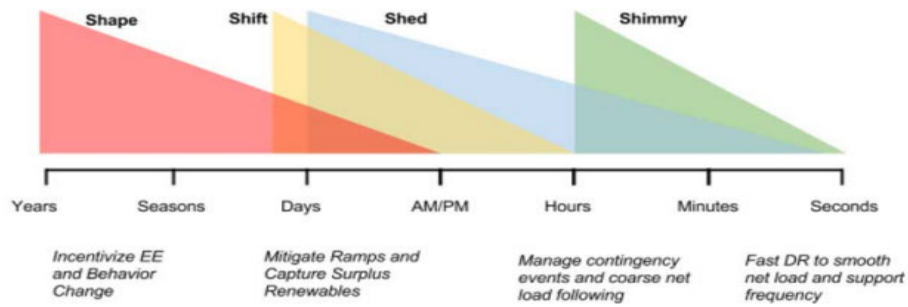 Shape Shift Shed Shimmy
Years Seasons Days AM/PM Hours Minutes Seconds
Incentivize EE
and Behavior
Change
Mitigate Ramps and
Capture Surplus
Renewables
Manage contingency
events and coarse net
load following
Fast DR to smooth
net load and support
frequency